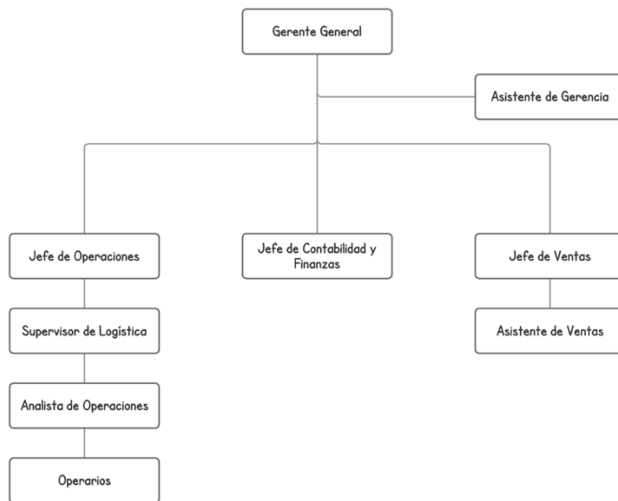 Gerente General
Asistente de Gerencia
Jefe de Operaciones
Jefe de Contabilidad y
Finanzas
Jefe de Ventas
Supervisor de Logística
Asistente de Ventas
Analista de Operaciones
Operarios